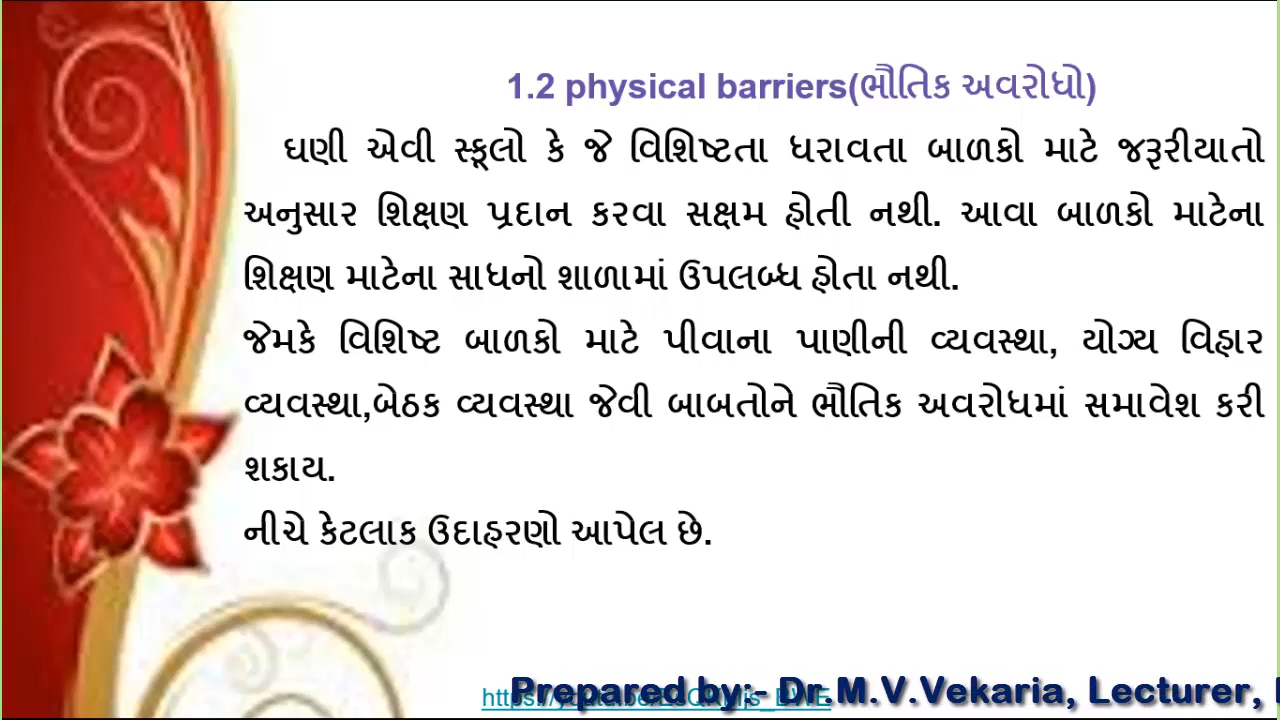 1.2 physical barriers(ભૌતિક અવરોધો)
ઘણી એવી સ્કૂલો કે જે વિશિષ્ટતા ધરાવતા બાળકો માટે જરૂરીયાતો
અનુસાર શિક્ષણ પ્રદાન કરવા સક્ષમ હોતી નથી. આવા બાળકો માટેના
શિક્ષણ માટેના સાધનો શાળામાં ઉપલબ્ધ હોતા નથી.
જેમકે વિશિષ્ટ બાળકો માટે પીવાના પાણીની વ્યવસ્થા, યોગ્ય વિહાર
વ્યવસ્થા,બેઠક વ્યવસ્થા જેવી બાબતોને ભૌતિક અવરોધમાં સમાવેશ કરી
શકાય.
નીચે કેટલાક ઉદાહરણો આપેલ છે.
Prepared by:- Dr.M.V.Vekaria, Lecturer,